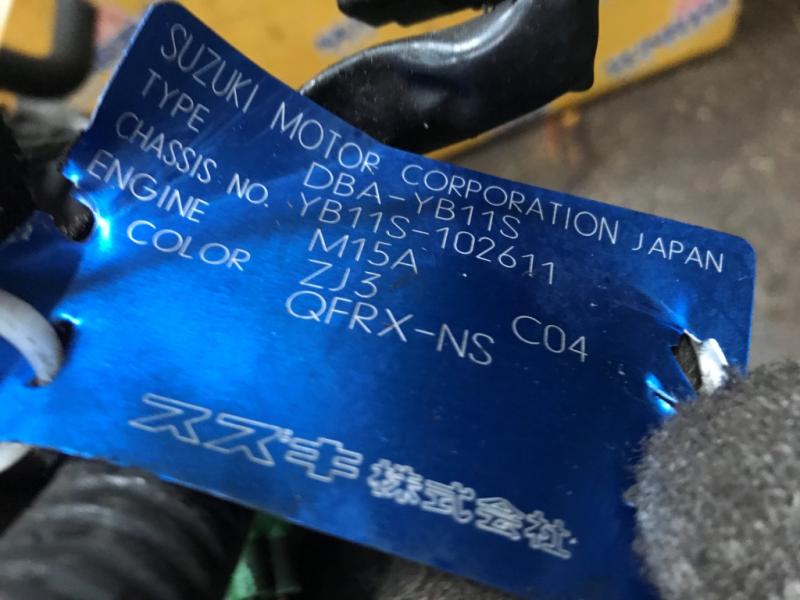 SUZUKI MOTOR CORPORATION JAPAN
TYPE DBA-YB11S
CHASSIS NO. YB11S-102611
ENGINE M15A
COLOR ZJ3
QFRX-NS C04
スズキ株式会社